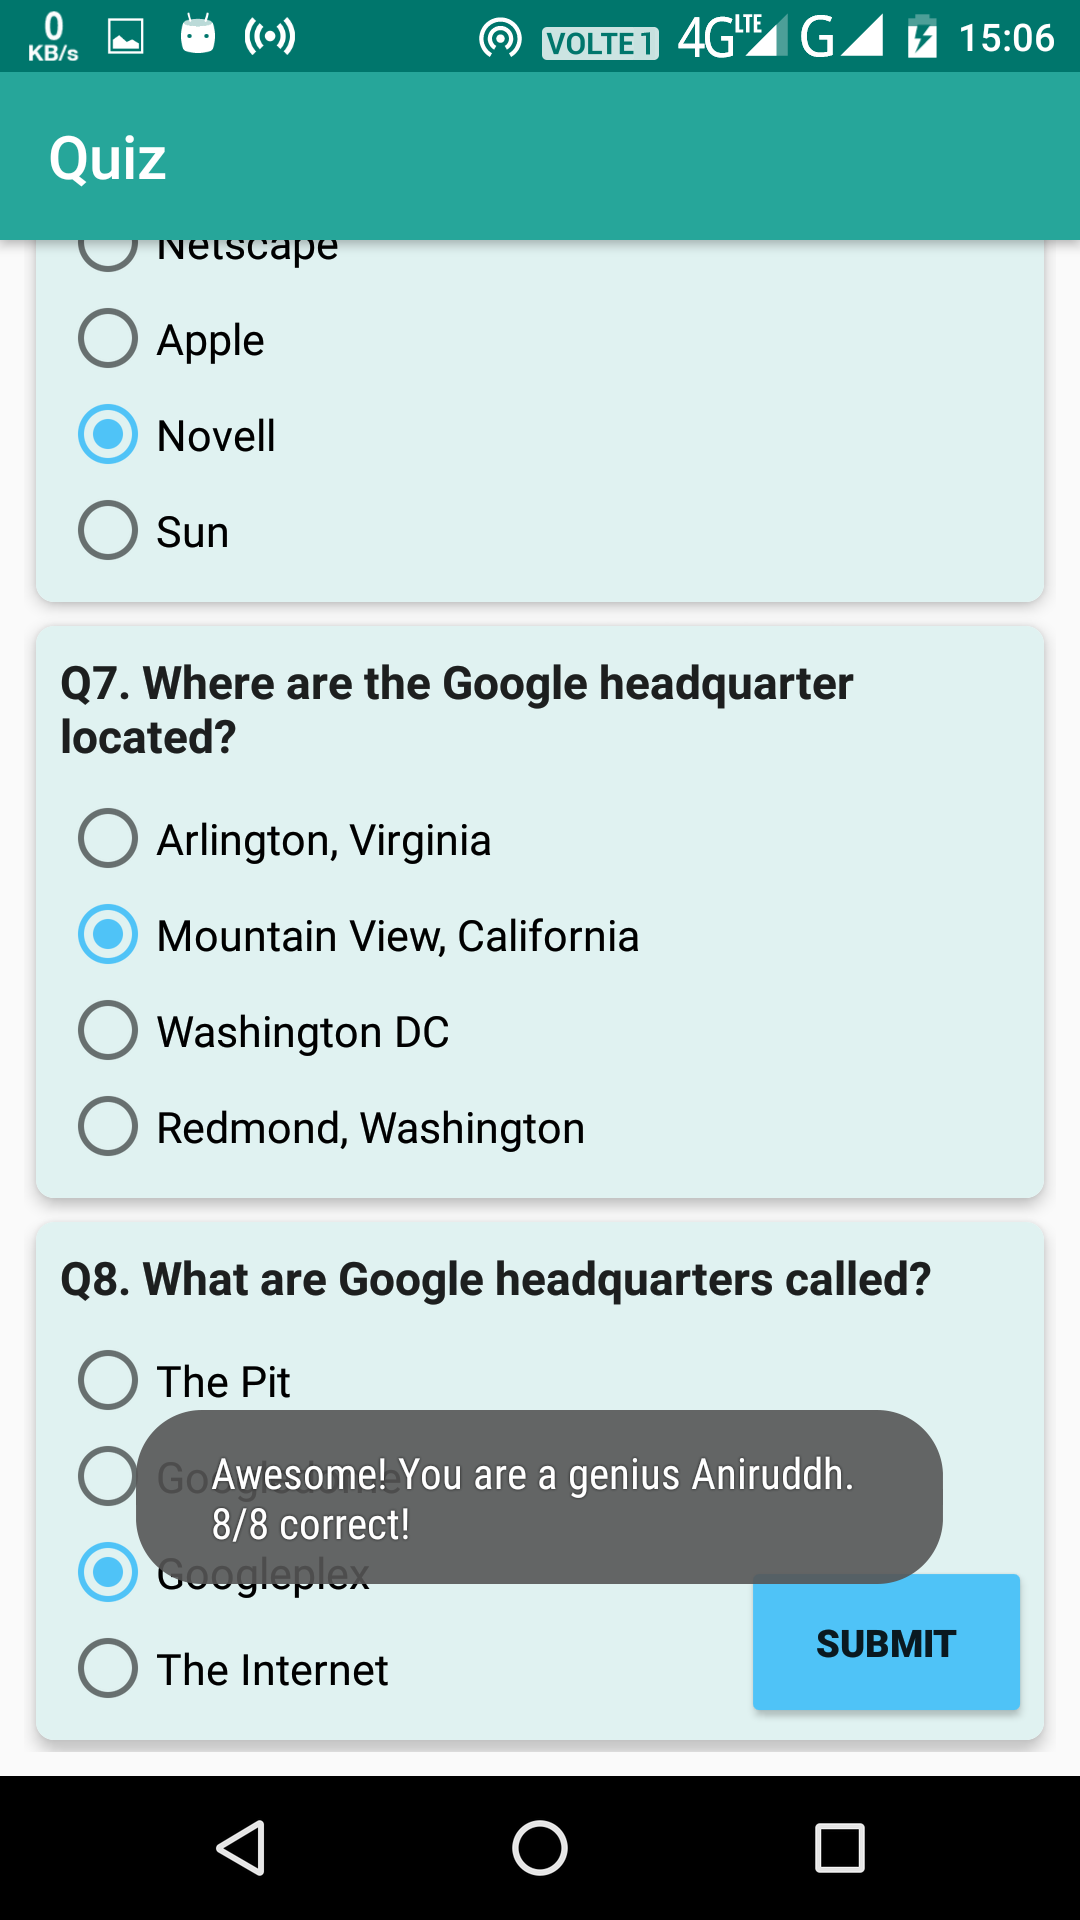 0
KB/s
VOLTE 1
4G LTE
G
15:06
Quiz
Netscape
Apple
Novell
Sun
Q7. Where are the Google headquarter
located?
Arlington, Virginia
Mountain View, California
Washington DC
Redmond, Washington
Q8. What are Google headquarters called?
The Pit
Awesome! You are a genius Aniruddh.
8/8 correct!
Googleplex
The Internet
SUBMIT